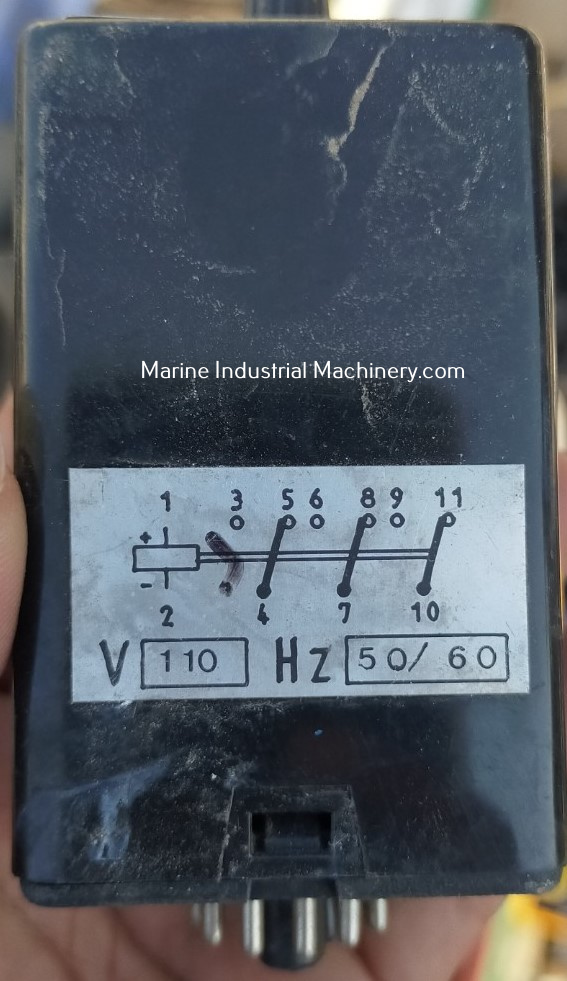 Marine Industrial Machinery.com
1 3 5 6 8 9 11
+
-
2 4 7 10
V 110 Hz 50/60